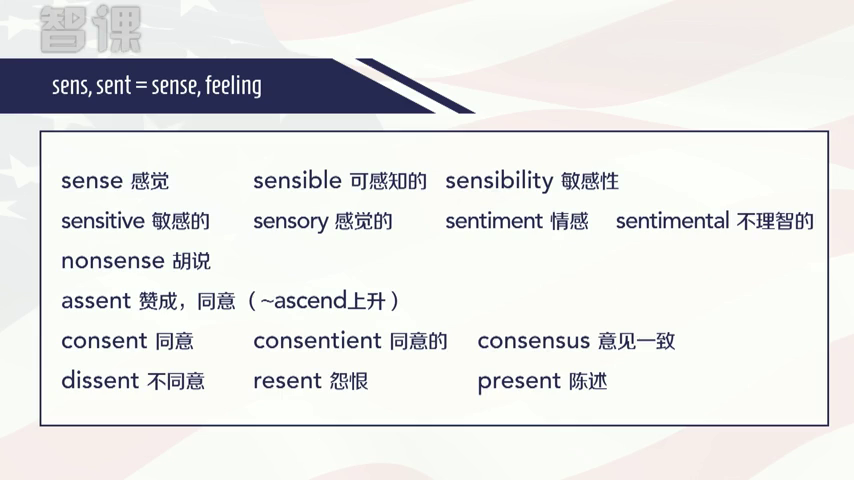 智课
sens, sent = sense, feeling
sense 感觉 sensible 可感知的 sensibility 敏感性
sensitive 敏感的 sensory 感觉的 sentiment 情感 sentimental 不理智的
nonsense 胡说
assent 赞成，同意（~ascend上升）
consent 同意 consentient 同意的 consensus 意见一致
dissent 不同意 resent 怨恨 present 陈述